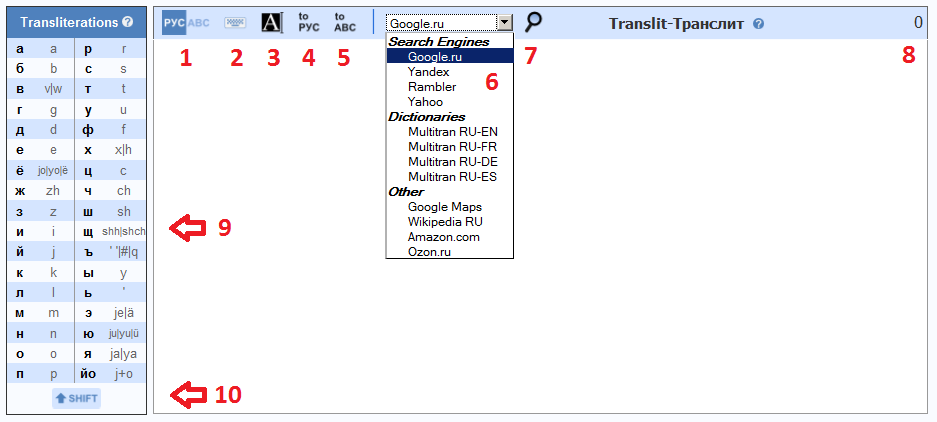 Transliterations ?
РУС ABC A to РУС to ABC Google.ru Translit-Транслит ? 0
1 2 3 4 5 6 7 8
Search Engines
Google.ru
Yandex
Rambler
Yahoo
Dictionaries
Multitran RU-EN
Multitran RU-FR
Multitran RU-DE
Multitran RU-ES
Other
Google Maps
Wikipedia RU
Amazon.com
Ozon.ru
а a р r
б b с s
в v|w т t
г g у u
д d ф f
е e х x|h
ё jo|yo|ë ц c
ж zh ч ch
з z ш sh
и i щ shh|shch
й j ъ ' '|#|q
к k ы y
л l ь '
м m э je|ä
н n ю ju|yu|ü
о o я ja|ya
п p йо j+o
SHIFT
9
10